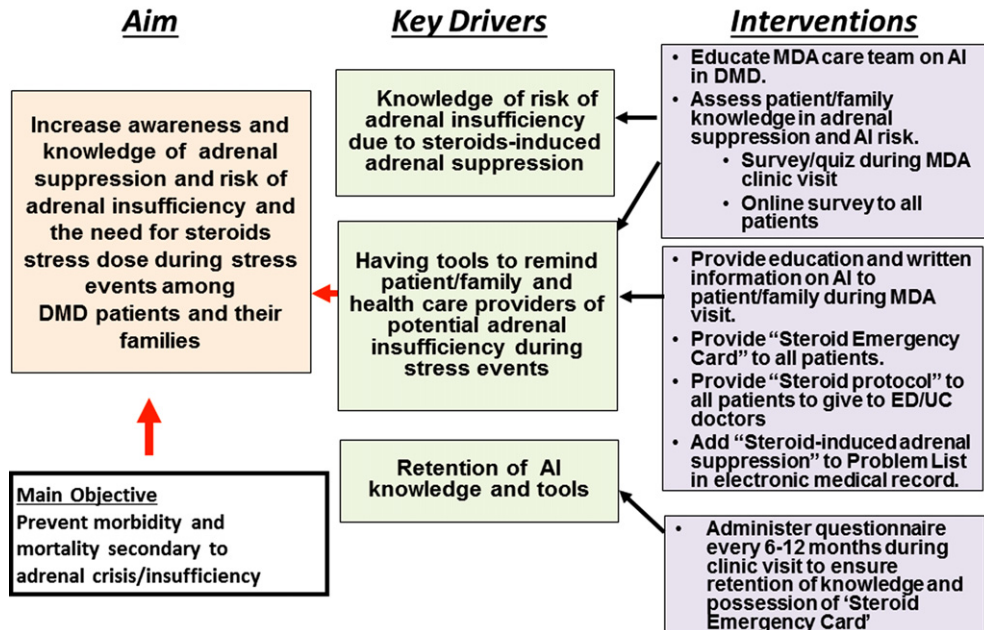 Aim
Increase awareness and
knowledge of adrenal
suppression and risk of
adrenal insufficiency and
the need for steroids
stress dose during stress
events among
DMD patients and their
families
Main Objective
Prevent morbidity and
mortality secondary to
adrenal crisis/insufficiency
Key Drivers
Knowledge of risk of
adrenal insufficiency
due to steroids-induced
adrenal suppression
Having tools to remind
patient/family and
health care providers of
potential adrenal
insufficiency during
stress events
Retention of AI
knowledge and tools
Interventions
• Educate MDA care team on AI
in DMD.
• Assess patient/family
knowledge in adrenal
suppression and AI risk.
• Survey/quiz during MDA
clinic visit
• Online survey to all
patients
• Provide education and written
information on AI to
patient/family during MDA
visit.
• Provide “Steroid Emergency
Card” to all patients.
• Provide “Steroid protocol” to
all patients to give to ED/UC
doctors
• Add “Steroid-induced adrenal
suppression” to Problem List
in electronic medical record.
• Administer questionnaire
every 6-12 months during
clinic visit to ensure
retention of knowledge and
possession of ‘Steroid
Emergency Card’